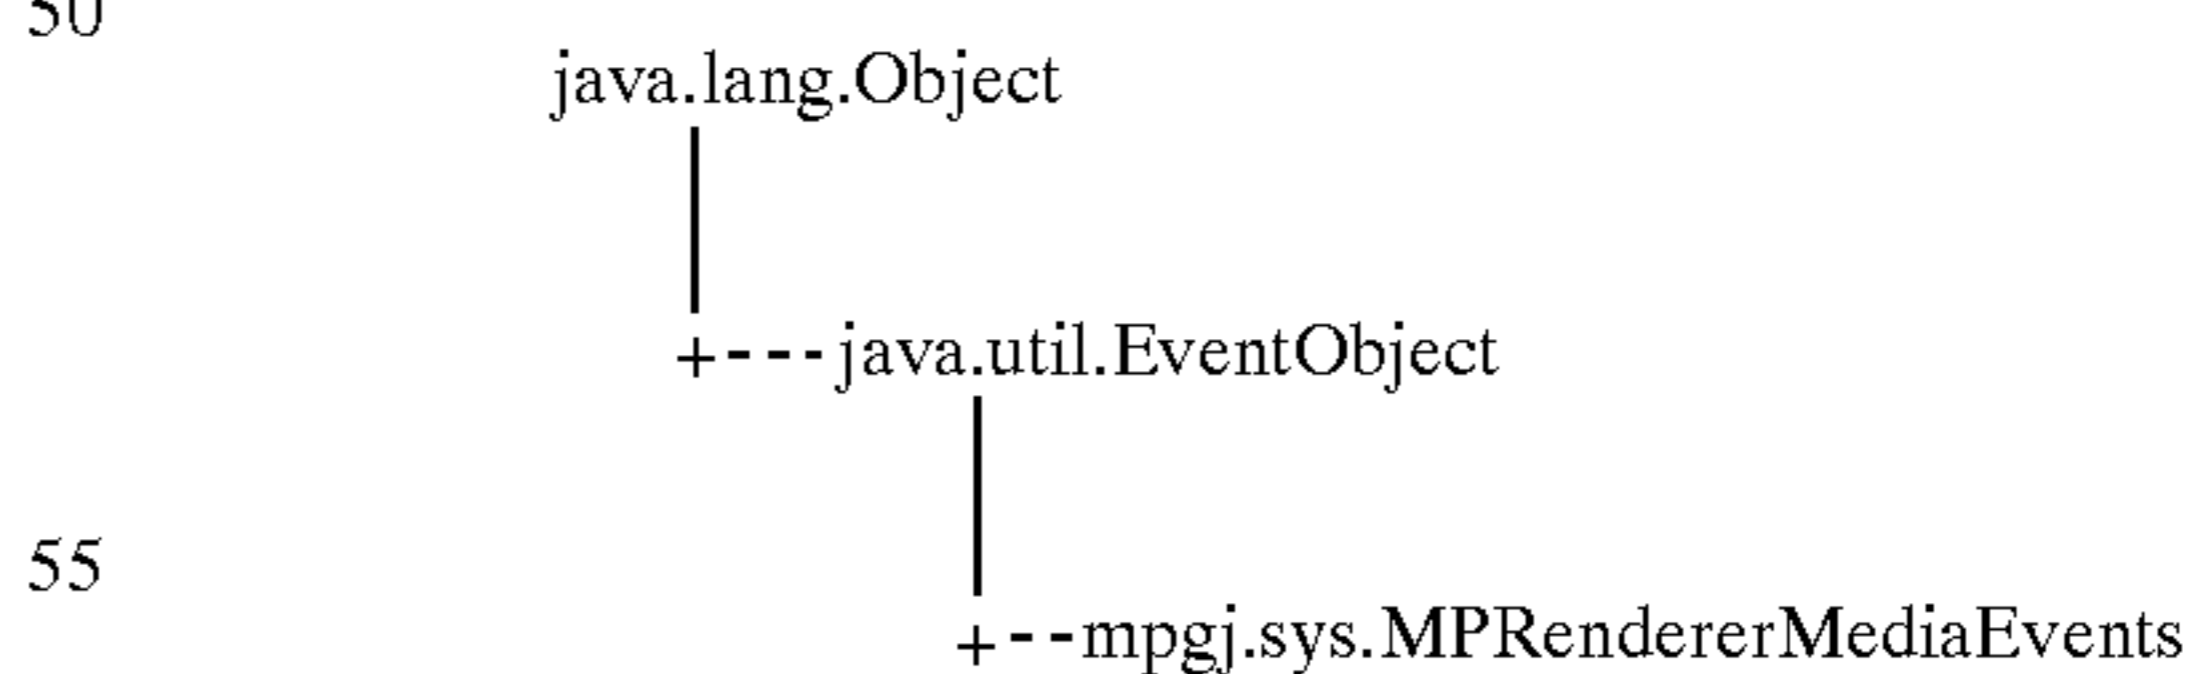 50
java.lang.Object
|
+---java.util.EventObject
|
55
+--mpgj.sys.MPRendererMediaEvents